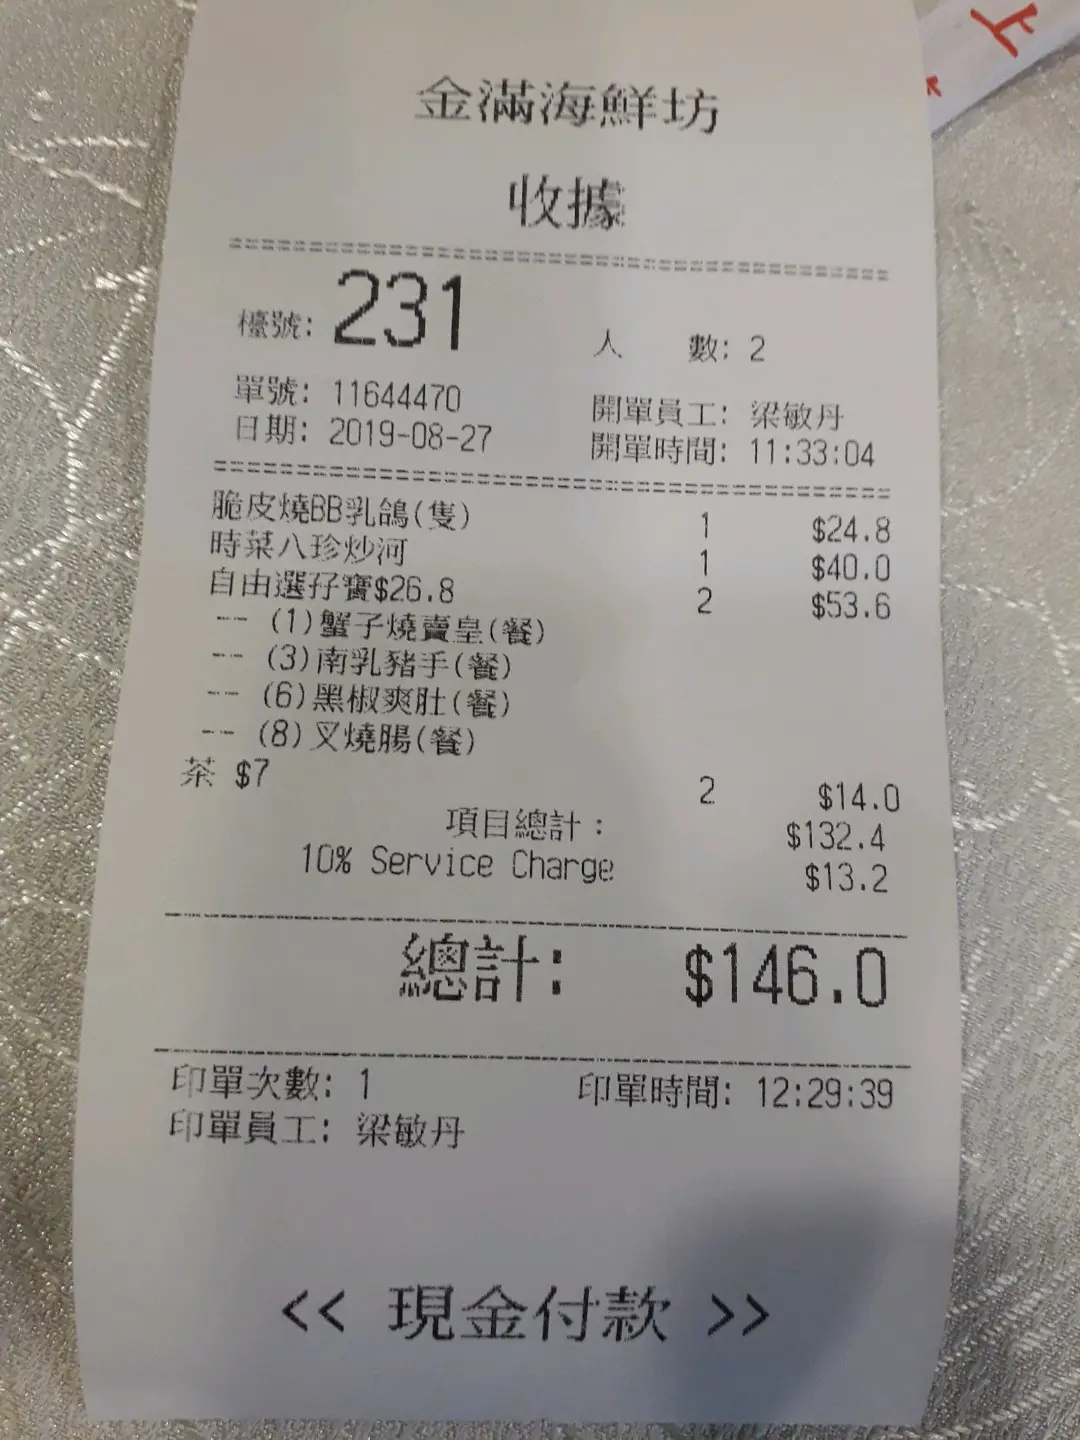 上
金滿海鮮坊
收據
檯號: 231 人 數: 2
單號: 11644470 開單員工: 梁敏丹
日期: 2019-08-27 開單時間: 11:33:04
脆皮燒BB乳鴿(隻) 1 $24.8
時菜八珍炒河 1 $40.0
自由選孖寶$26.8 2 $53.6
-- (1)蟹子燒賣皇(餐)
-- (3)南乳豬手(餐)
-- (6)黑椒爽肚(餐)
-- (8)叉燒腸(餐)
茶 $7 2 $14.0
項目總計: $132.4
10% Service Charge $13.2
總計: $146.0
印單次數: 1 印單時間: 12:29:39
印單員工: 梁敏丹
<< 現金付款 >>